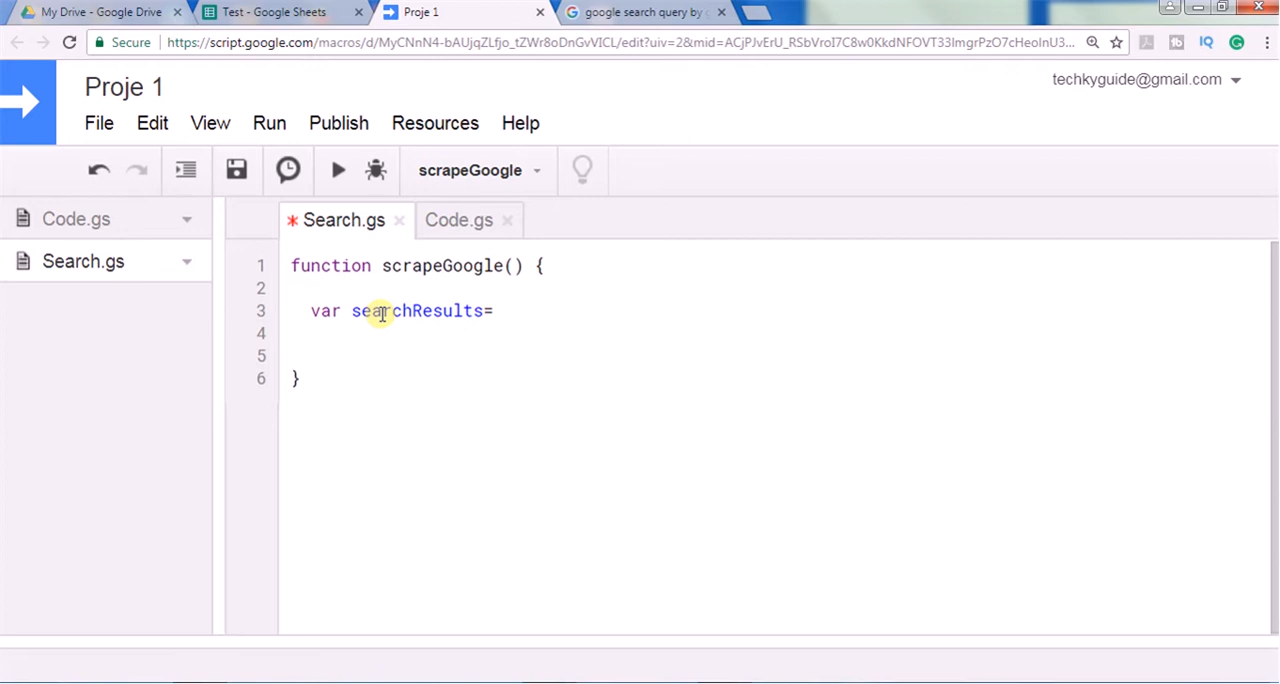 My Drive - Google Drive
Test - Google Sheets
Proje 1
google search query by g
Secure
https://script.google.com/macros/d/MyCNnN4-bAUjqZLfjo_tZWr8oDnGvVICL/edit?uiv=2&mid=ACjPJvErU_RSbVroI7C8w0KkdNFOVT33lmgrPzO7cHeoInU3...
Proje 1
techkyguide@gmail.com
File Edit View Run Publish Resources Help
scrapeGoogle
Code.gs
Search.gs
* Search.gs
Code.gs
1 function scrapeGoogle() {
2
3 var searchResults=
4
5
6 }